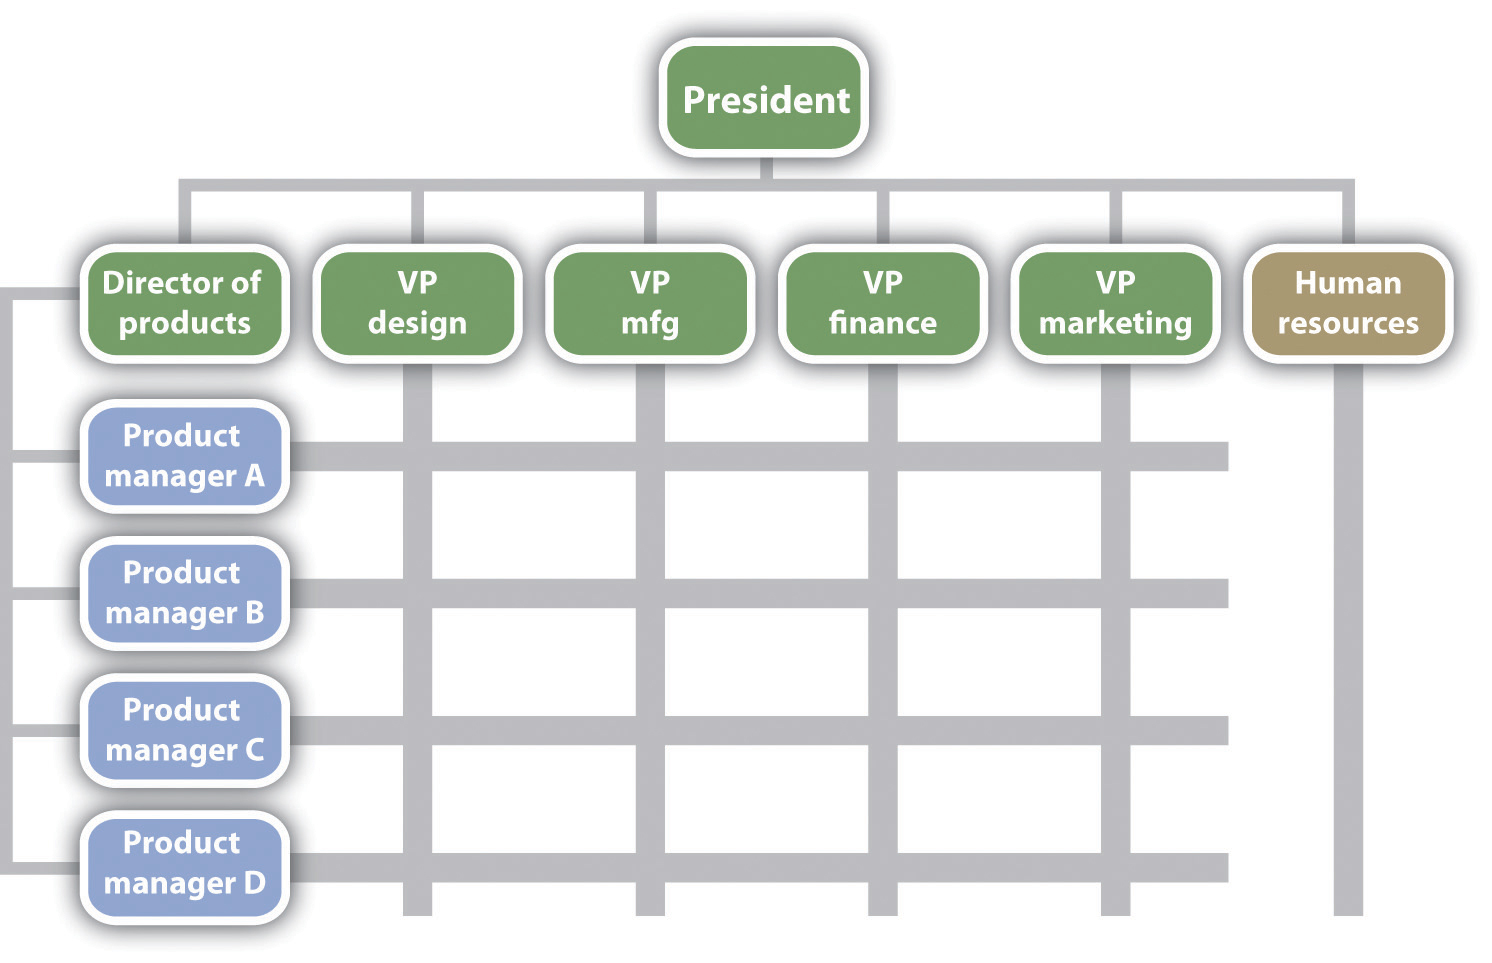 President
Director of
products
VP
design
VP
mfg
VP
finance
VP
marketing
Human
resources
Product
manager A
Product
manager B
Product
manager C
Product
manager D